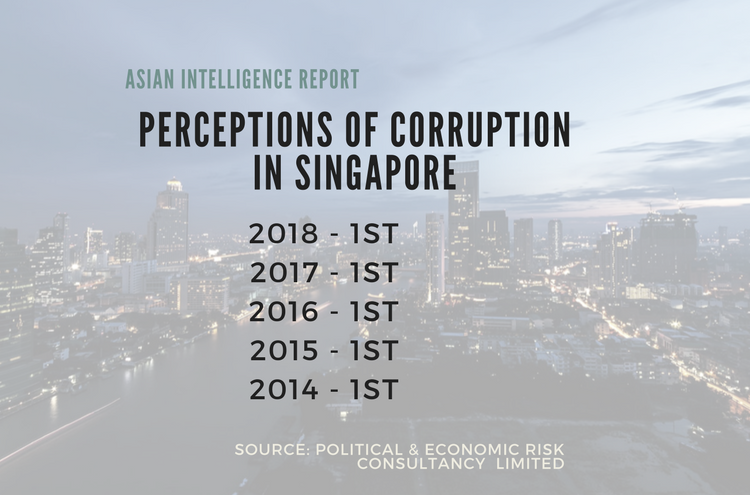 ASIAN INTELLIGENCE REPORT
PERCEPTIONS OF CORRUPTION
IN SINGAPORE
2018 - 1ST
2017 - 1ST
2016 - 1ST
2015 - 1ST
2014 - 1ST
SOURCE: POLITICAL & ECONOMIC RISK
CONSULTANCY LIMITED